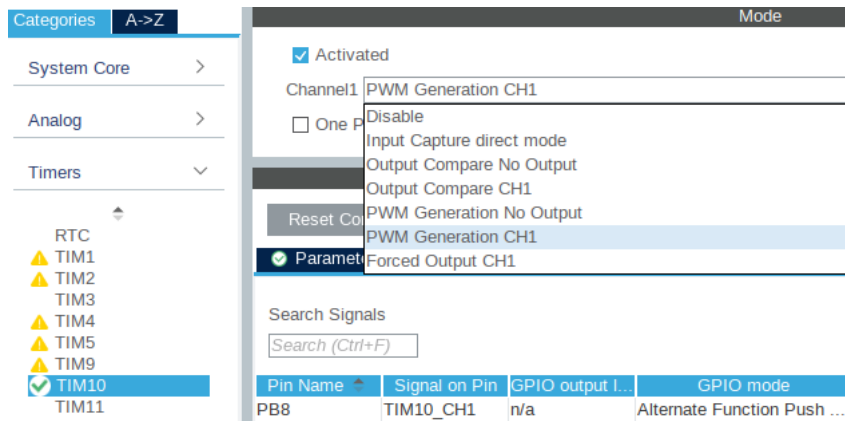 Categories A->Z
System Core
Analog
Timers
RTC
TIM1
TIM2
TIM3
TIM4
TIM5
TIM9
TIM10
TIM11
Mode
Activated
Channel1 PWM Generation CH1
Disable
One P
Input Capture direct mode
Output Compare No Output
Output Compare CH1
PWM Generation No Output
Reset Co
PWM Generation CH1
Paramet
Forced Output CH1
Search Signals
Search (Ctrl+F)
Pin Name Signal on Pin GPIO output l... GPIO mode
PB8 TIM10_CH1 n/a Alternate Function Push ...